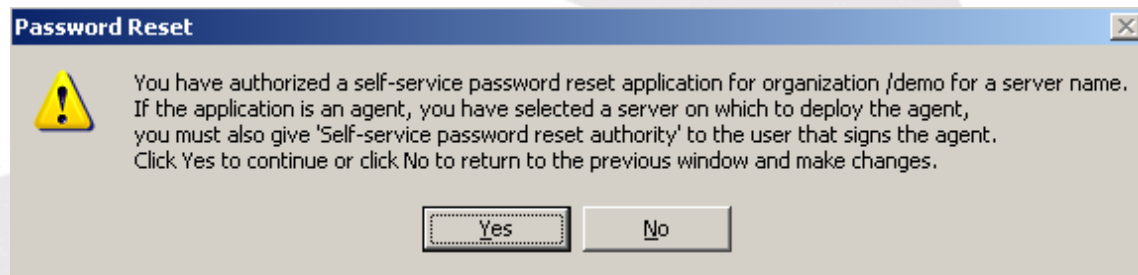 Password Reset
You have authorized a self-service password reset application for organization /demo for a server name.
If the application is an agent, you have selected a server on which to deploy the agent,
you must also give 'Self-service password reset authority' to the user that signs the agent.
Click Yes to continue or click No to return to the previous window and make changes.
Yes
No